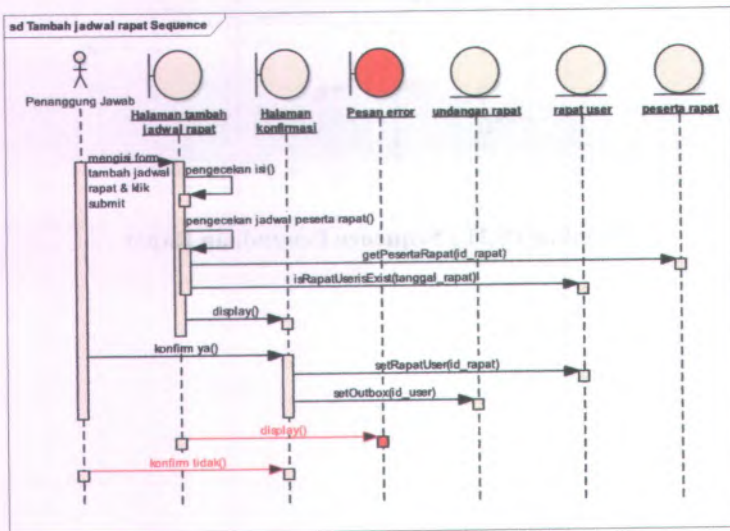 sd Tambah jadwal rapat Sequence
Penanggung Jawab
Halaman tambah
jadwal rapat
Halaman
konfirmasi
Pesan error
undangan rapat
rapat user
peserta rapat
mengisi form
tambah jadwal
rapat & klik
submit
pengecekan isi()
pengecekan jadwal peserta rapat()
getPesertaRapat(id_rapat)
isRapatUserisExist(tanggal_rapat)
display()
konfirm ya()
setRapatUser(id_rapat)
setOutbox(id_user)
display()
konfirm tidak()